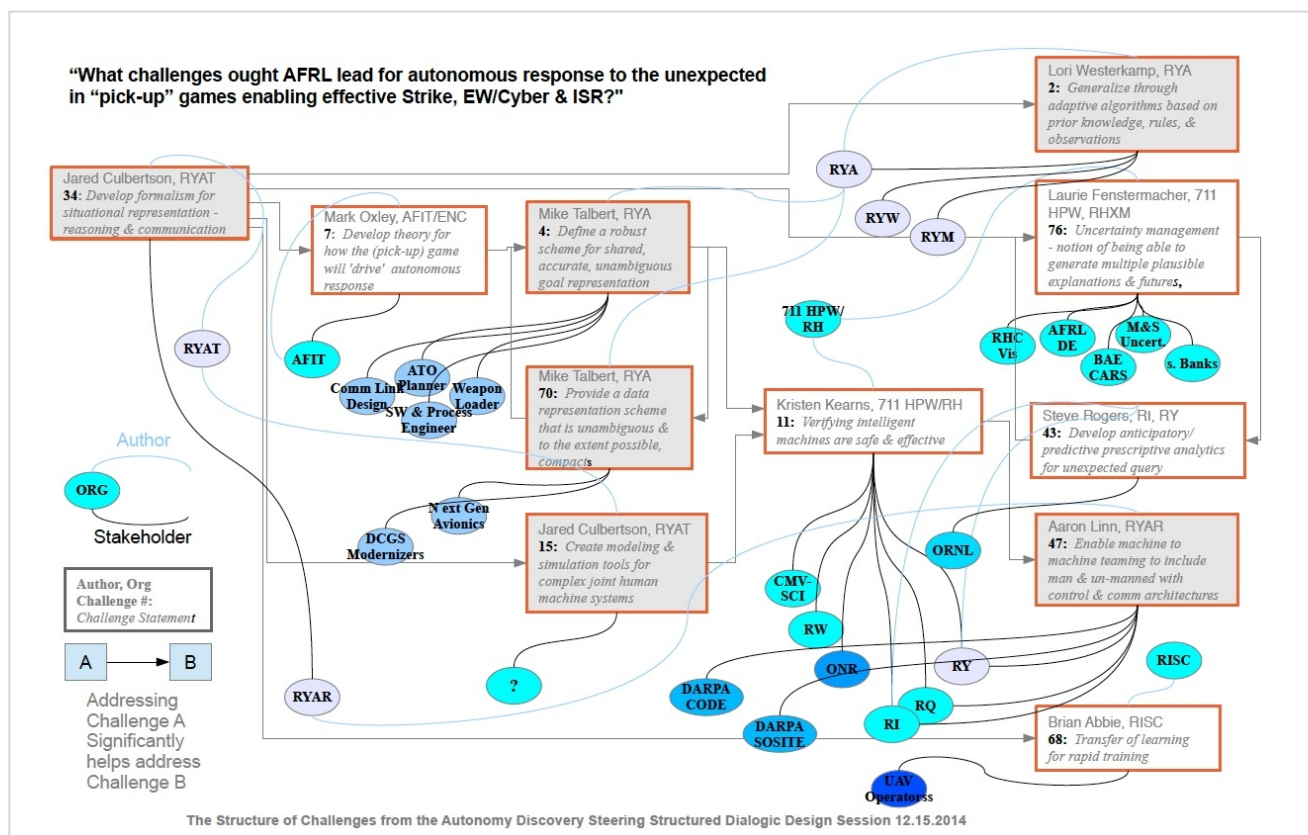 “What challenges ought AFRL lead for autonomous response to the unexpected
in “pick-up” games enabling effective Strike, EW/Cyber & ISR?"
Lori Westerkamp, RYA
2: Generalize through
adaptive algorithms based on
prior knowledge, rules, &
observations
Jared Culbertson, RYAT
34: Develop formalism for
situational representation -
reasoning & communication
Mark Oxley, AFIT/ENC
7: Develop theory for
how the (pick-up) game
will 'drive' autonomous
response
Mike Talbert, RYA
4: Define a robust
scheme for shared,
accurate, unambiguous
goal representation
RYA
RYW
RYM
Laurie Fenstermacher, 711
HPW, RHXM
76: Uncertainty management
- notion of being able to
generate multiple plausible
explanations & futures,
RYAT
AFIT
Comm Link
Design
ATO
Planner
SW & Process
Engineer
Weapon
Loader
711 HPW/
RH
RHC
Vis
AFRL
DE
BAE
CARS
M&S
Uncert.
s. Banks
Mike Talbert, RYA
70: Provide a data
representation scheme
that is unambiguous &
to the extent possible,
compacts
Kristen Kearns, 711 HPW/RH
11: Verifying intelligent
machines are safe & effective
Steve Rogers, RI, RY
43: Develop anticipatory/
predictive prescriptive analytics
for unexpected query
Author
ORG
Stakeholder
N ext Gen
Avionics
DCGS
Modernizers
Jared Culbertson, RYAT
15: Create modeling &
simulation tools for
complex joint human
machine systems
ORNL
Aaron Linn, RYAR
47: Enable machine to
machine teaming to include
man & un-manned with
control & comm architectures
Author, Org
Challenge #:
Challenge Statement
CMV-
SCI
RW
ONR
RY
RISC
A
B
RYAR
?
DARPA
CODE
DARPA
SOSITE
RI
RQ
Addressing
Challenge A
Significantly
helps address
Challenge B
Brian Abbie, RISC
68: Transfer of learning
for rapid training
UAV
Operatorss
The Structure of Challenges from the Autonomy Discovery Steering Structured Dialogic Design Session 12.15.2014